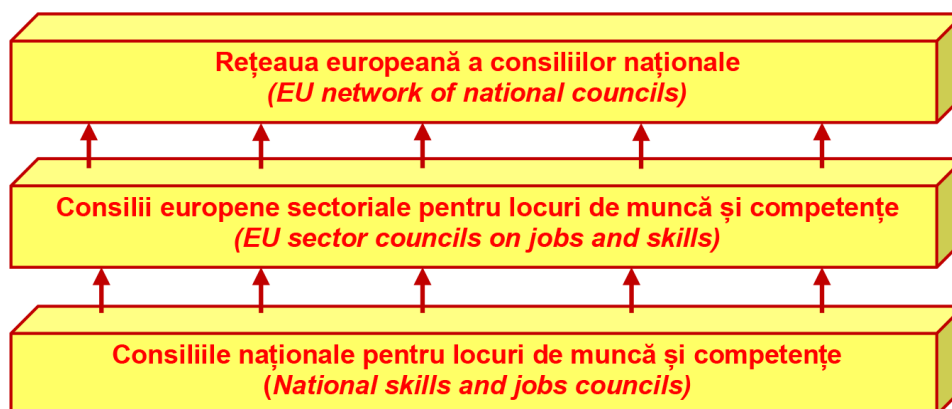 Rețeaua europeană a consiliilor naționale
(EU network of national councils)
Consilii europene sectoriale pentru locuri de muncă și competențe
(EU sector councils on jobs and skills)
Consiliile naționale pentru locuri de muncă și competențe
(National skills and jobs councils)